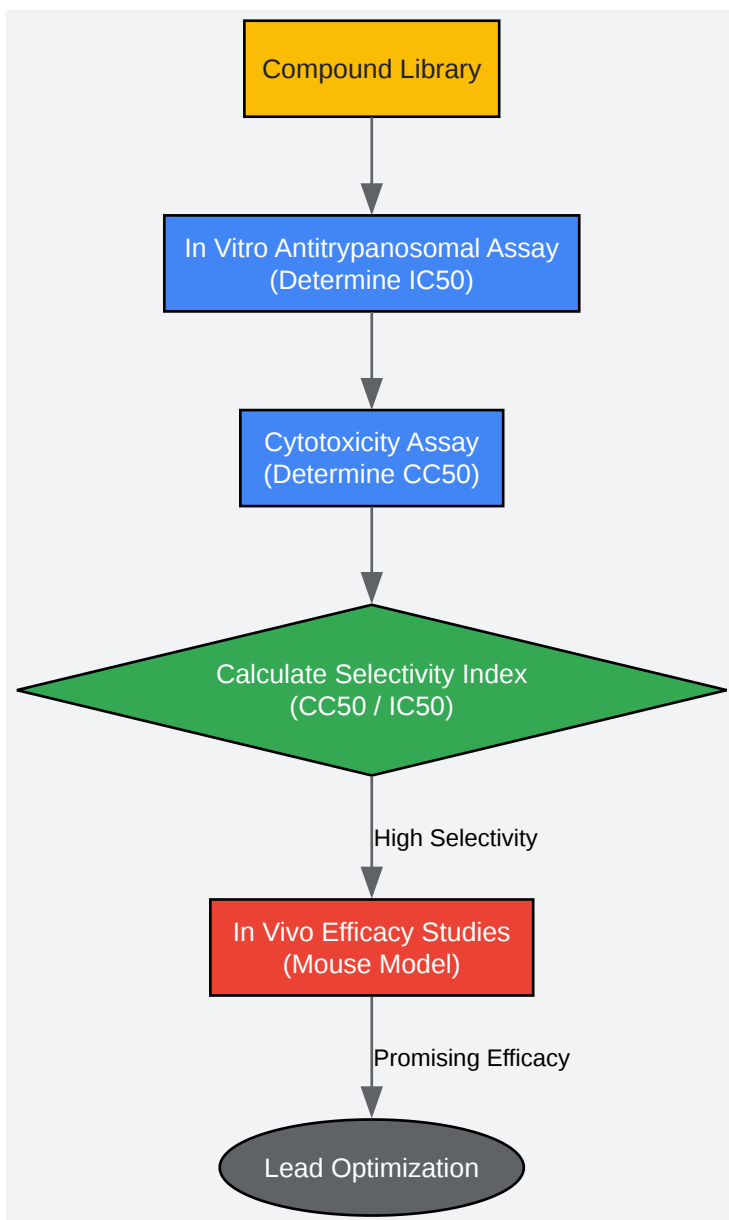 Compound Library
In Vitro Antitrypanosomal Assay
(Determine IC50)
Cytotoxicity Assay
(Determine CC50)
Calculate Selectivity Index
(CC50 / IC50)
High Selectivity
In Vivo Efficacy Studies
(Mouse Model)
Promising Efficacy
Lead Optimization